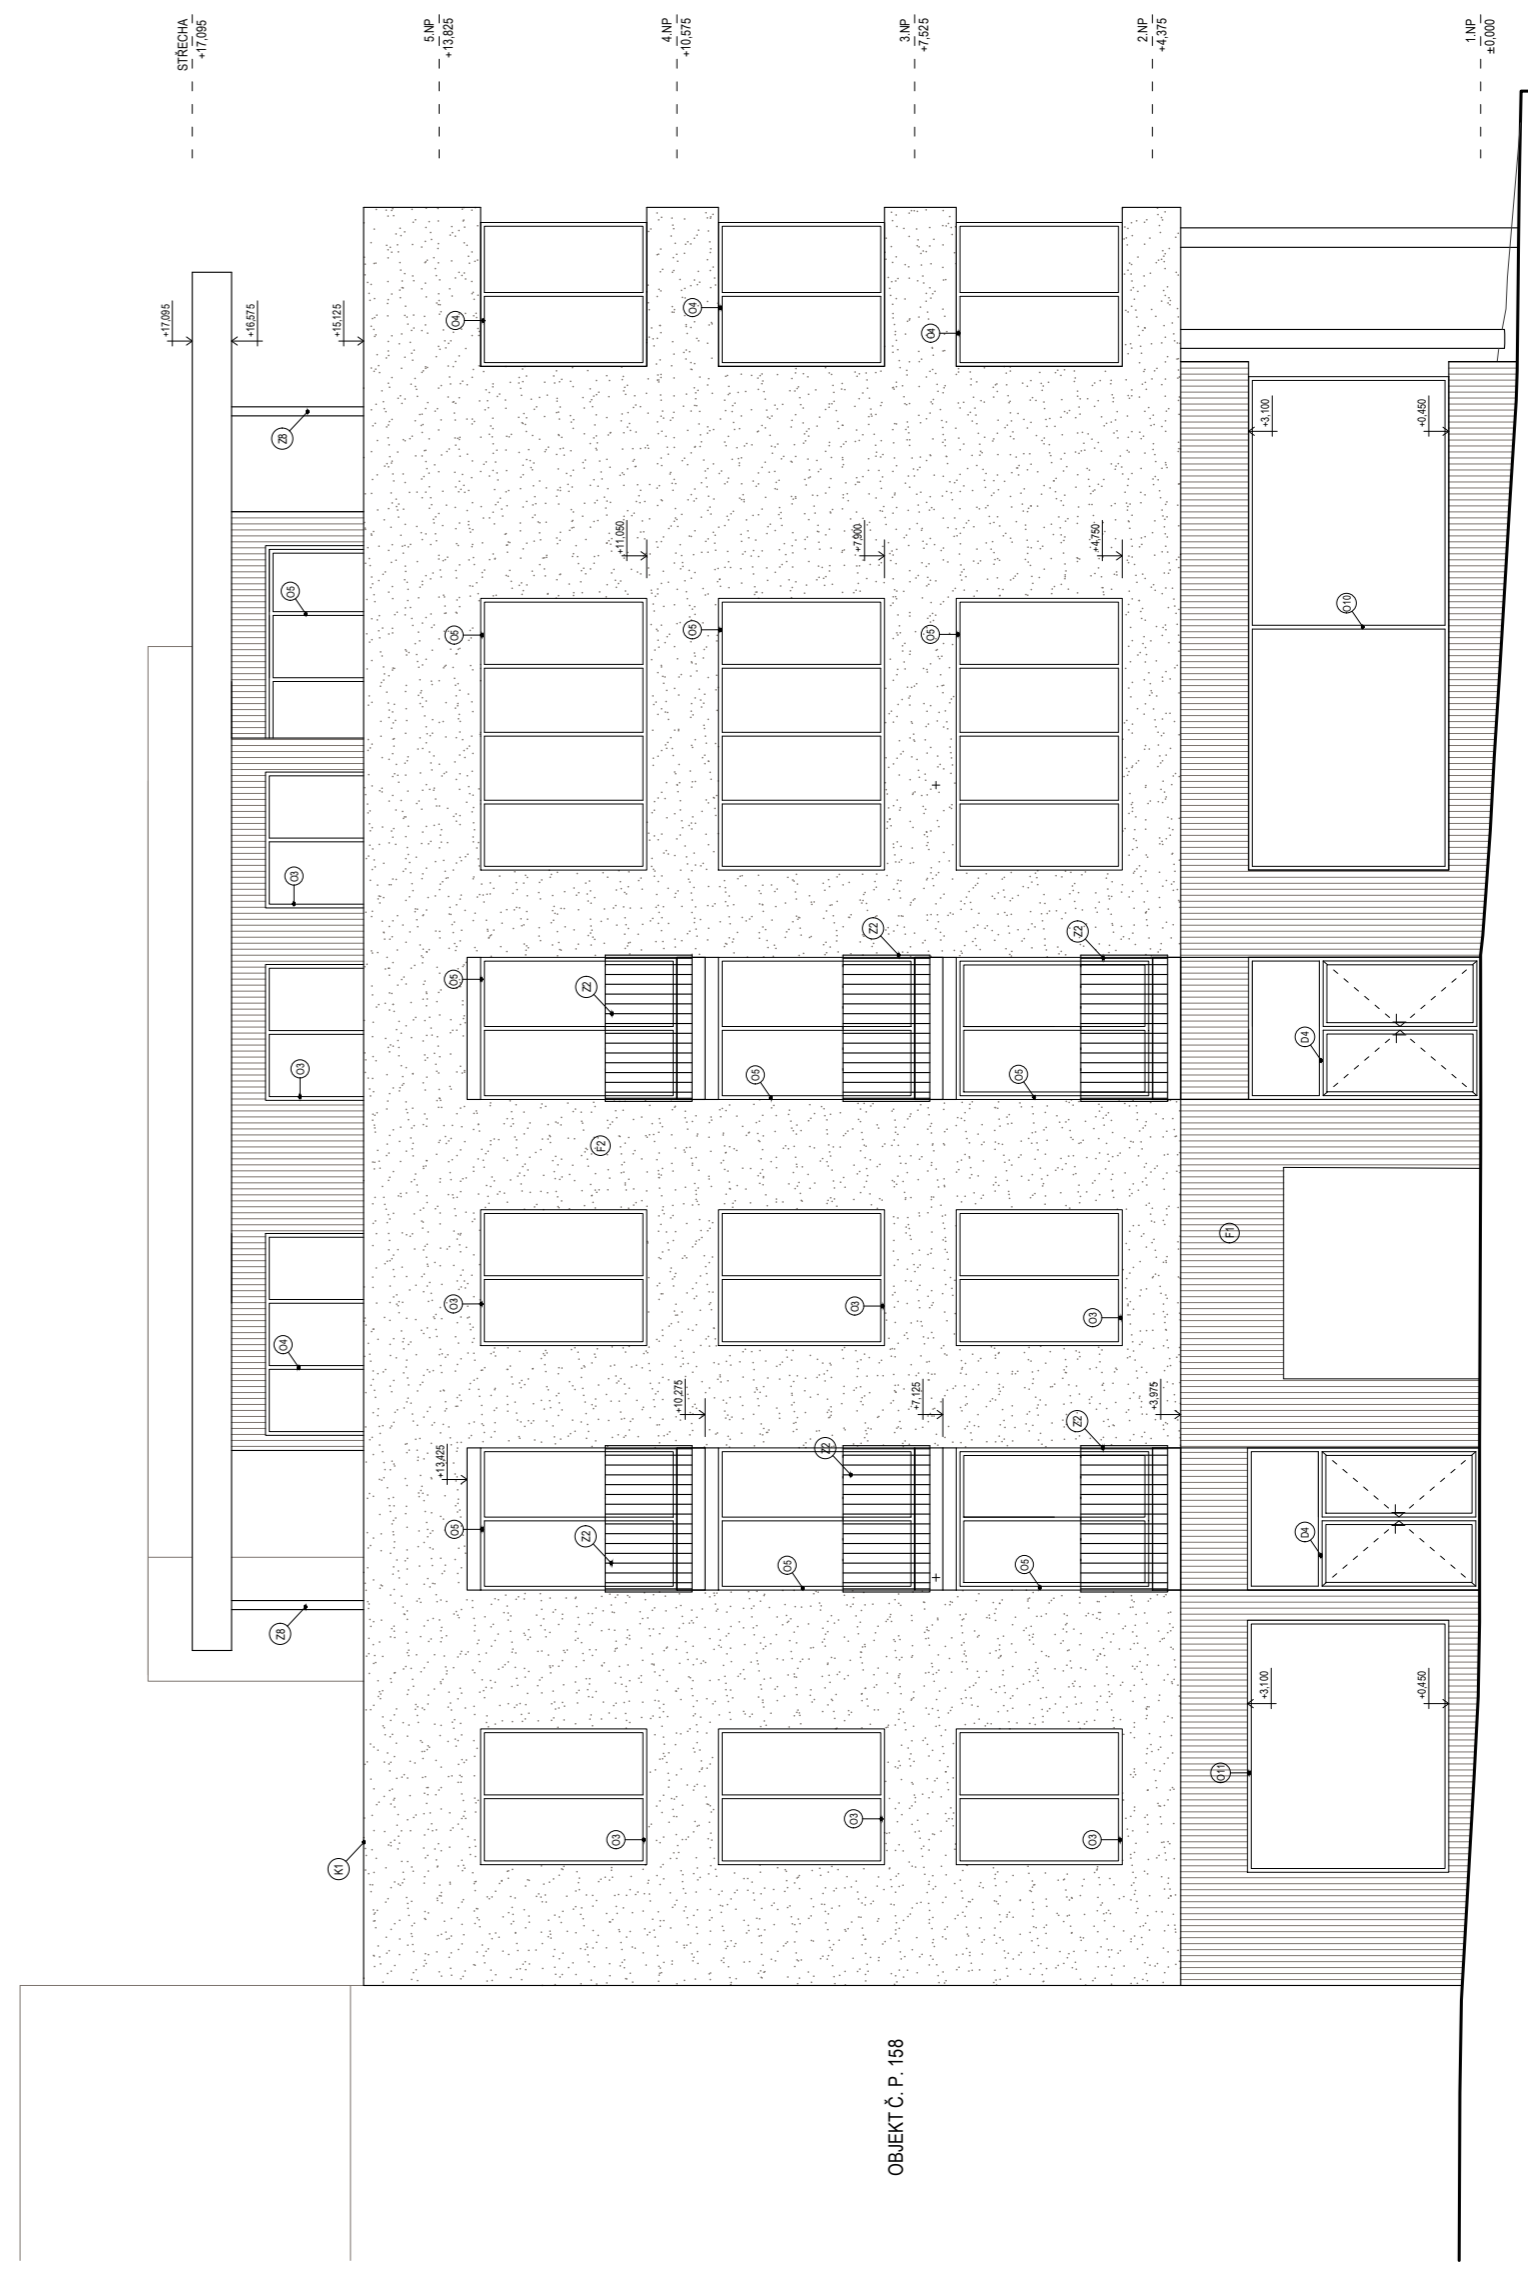 STŘECHA
+17,095
+17,095
+16,575
Z8
O4
O3
O3
O5
Z8
K1
+15,125
5.NP
+13,825
+13,425
O5
O3
O5
O5
O4
Z2
F2
Z2
O3
+11,050
4.NP
+10,575
+10,275
O5
O4
O5
O5
Z2
O3
O3
Z2
+7,900
OBJEKT Č. P. 158
3.NP
+7,525
+7,125
O5
O4
O5
O5
Z2
Z2
O3
O3
+4,750
2.NP
+4,375
+3,975
O11
F1
+3,100
+3,100
D4
D4
O10
+0,450
+0,450
1.NP
±0,000